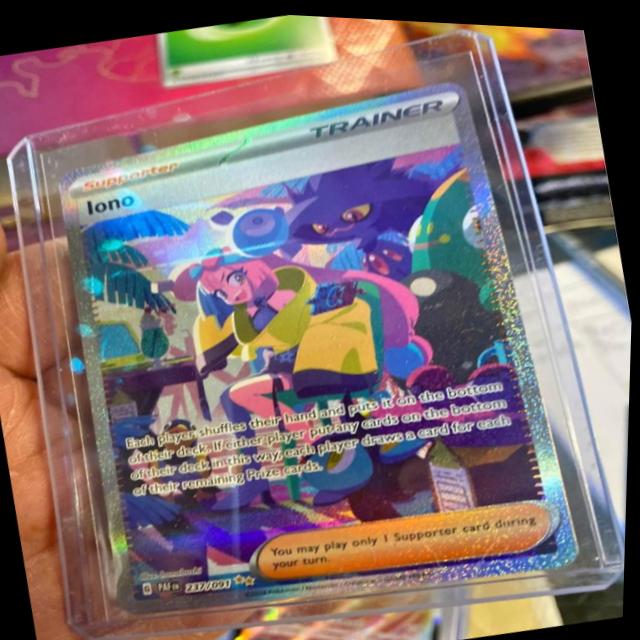 TRAINER
Supporter
Iono
Each player shuffles their hand and puts it on the bottom
of their deck. If either player put any cards on the bottom
of their deck in this way, each player draws a card for each
of their remaining Prize cards.
You may play only 1 Supporter card during
your turn.
G PAF EN 237/091